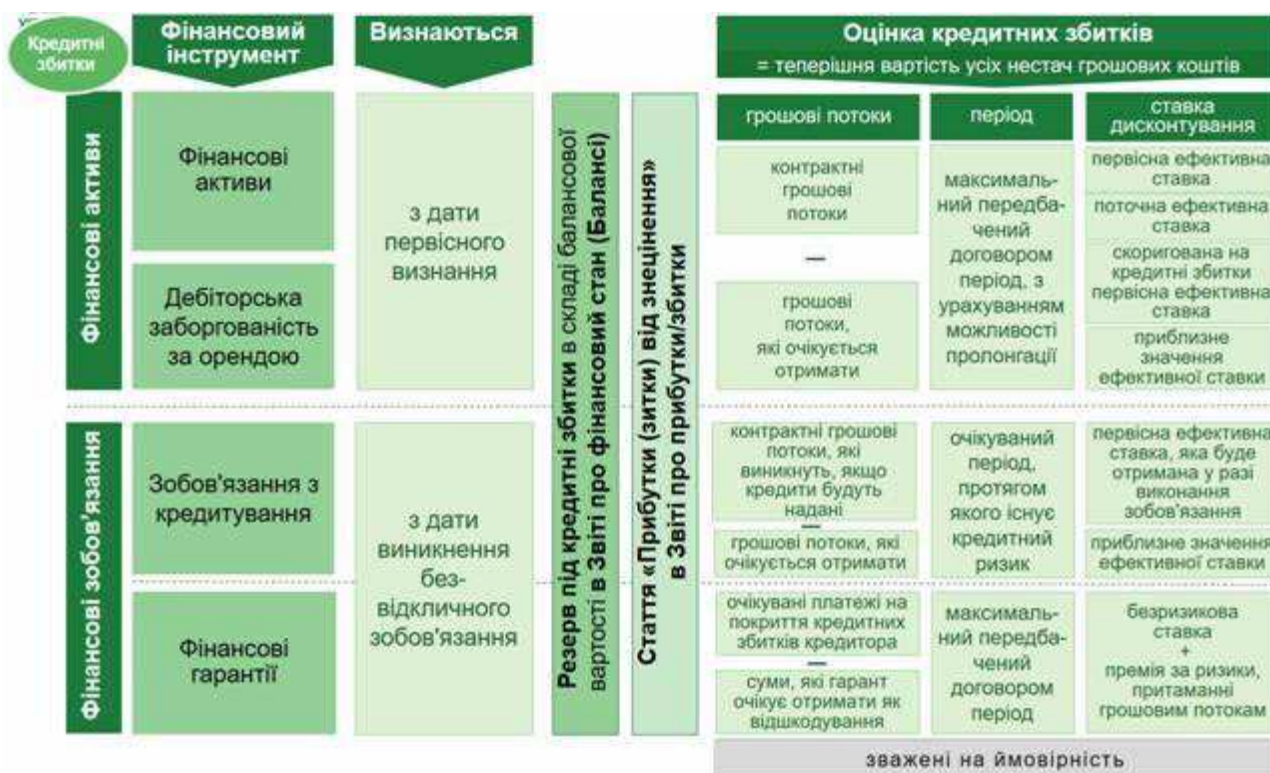 Кредитні
збитки
Фінансовий
інструмент
Визнаються
Оцінка кредитних збитків
= теперішня вартість усіх нестач грошових коштів
грошові потоки
період
ставка
дисконтування
Фінансові активи
Фінансові
активи
Дебіторська
заборгованість
за орендою
з дати
первісного
визнання
Резерв під кредитні збитки в складі балансової
вартості в Звіті про фінансовий стан (Балансі)
Стаття «Прибутки (зитки) від знецінення»
в Звіті про прибутки/збитки
контрактні
грошові
потоки
—
грошові
потоки,
які очікується
отримати
максималь-
ний передба-
чений
договором
період, з
урахуванням
можливості
пролонгації
первісна ефективна
ставка
поточна ефективна
ставка
скоригована на
кредитні збитки
первісна ефективна
ставка
приблизне
значення
ефективної ставки
Фінансові зобов'язання
Зобов'язання з
кредитування
Фінансові
гарантії
з дати
виникнення
без-
відкличного
зобов'язання
контрактні грошові
потоки, які
виникнуть, якщо
кредити будуть
надані
—
грошові потоки, які
очікується отримати
очікуваний
період,
протягом
якого існує
кредитний
ризик
первісна ефективна
ставка, яка буде
отримана у разі
виконання
зобов'язання
приблизне значення
ефективної ставки
очікувані платежі на
покриття кредитних
збитків кредитора
—
суми, які гарант
очікує отримати як
відшкодування
максималь-
ний передба-
чений
договором
період
безризикова
ставка
+
премія за ризики,
притаманні
грошовим потокам
зважені на ймовірність